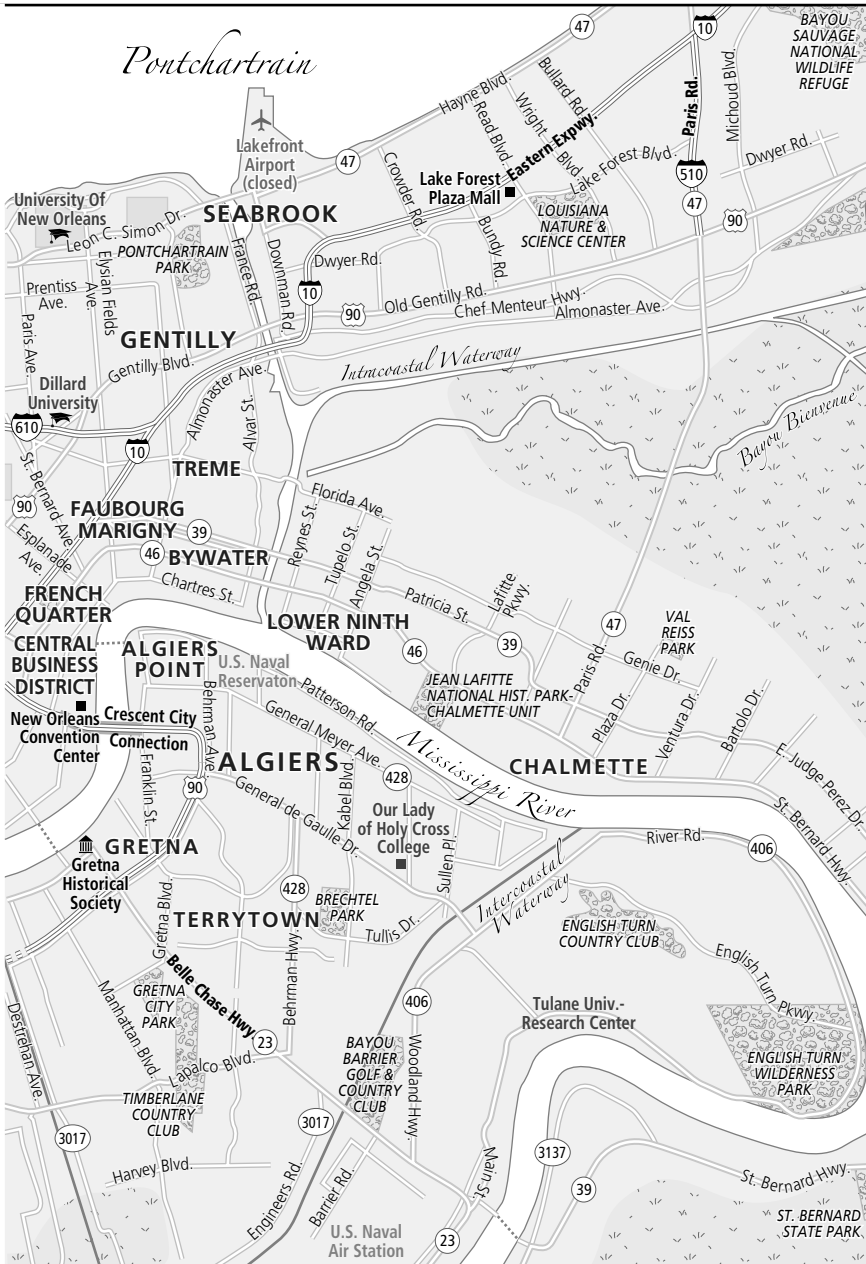 Pontchartrain
47
10
BAYOU
SAUVAGE
NATIONAL
WILDLIFE
REFUGE
Hayne Blvd.
Bullard Rd.
Read Blvd.
Wright Blvd.
Paris Rd.
Michoud Blvd.
Eastern Expwy.
Lakefront
Airport
(closed)
47
Crowder Rd.
Lake Forest
Plaza Mall
Lake Forest Blvd.
Dwyer Rd.
510
47
University Of
New Orleans
SEABROOK
Leon C. Simon Dr.
PONTCHARTRAIN
PARK
France Rd.
Downman Rd.
Bundy Rd.
LOUISIANA
NATURE &
SCIENCE CENTER
90
Dwyer Rd.
Prentiss
Ave.
Elysian Fields
Ave.
Paris Ave.
10
90
Old Gentilly Rd.
Chef Menteur Hwy.
Almonaster Ave.
GENTILLY
Gentilly Blvd.
Almonaster Ave.
Intracoastal Waterway
Dillard
University
Alvar St.
610
10
Bayou Bienvenue
St. Bernard Ave.
TREME
90
Florida Ave.
FAUBOURG
MARIGNY
39
Reynes St.
Tupelo St.
Angela St.
Esplanade
Ave.
46
BYWATER
Chartres St.
Patricia St.
Lafitte
Pkwy.
FRENCH
QUARTER
LOWER NINTH
WARD
47
VAL
REISS
PARK
CENTRAL
BUSINESS
DISTRICT
ALGIERS
POINT
U.S. Naval
Reservaton
46
39
Paris Rd.
Genie Dr.
JEAN LAFITTE
NATIONAL HIST. PARK-
CHALMETTE UNIT
Patterson Rd.
Plaza Dr.
Ventura Dr.
Bartolo Dr.
New Orleans
Convention
Center
Crescent City
Connection
Behrman Ave.
General Meyer Ave.
Mississippi River
ALGIERS
CHALMETTE
E. Judge Perez Dr.
Franklin St.
90
Kabel Blvd.
428
General de Gaulle Dr.
Our Lady
of Holy Cross
College
St. Bernard Hwy.
GRETNA
Gretna
Historical
Society
Sullen Pl.
River Rd.
406
428
Intercoastal
Waterway
Gretna Blvd.
BRECHTEL
PARK
TERRYTOWN
Tullis Dr.
ENGLISH TURN
COUNTRY CLUB
English Turn Pkwy.
Belle Chase Hwy.
Behrman Hwy.
GRETNA
CITY
PARK
Manhattan Blvd.
406
Tulane Univ.-
Research Center
Destrehan Ave.
23
Lapalco Blvd.
BAYOU
BARRIER
GOLF &
COUNTRY
CLUB
Woodland Hwy.
ENGLISH TURN
WILDERNESS
PARK
TIMBERLANE
COUNTRY
CLUB
3017
3017
3137
Harvey Blvd.
Engineers Rd.
Barrier Rd.
Main St.
39
St. Bernard Hwy.
U.S. Naval
Air Station
23
ST. BERNARD
STATE PARK